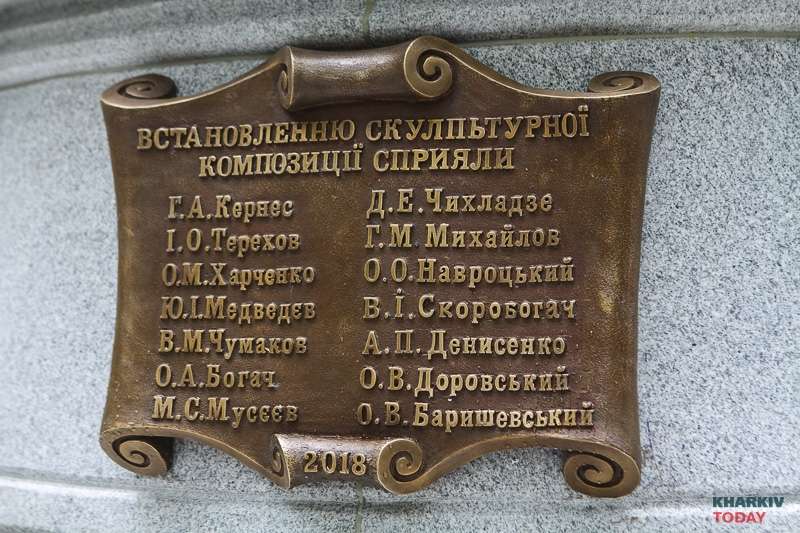 ВСТАНОВЛЕННЮ СКУЛПЬТУРНОЇ
КОМПОЗИЦІЇ СПРИЯЛИ
Г.А.Кернес
І.О.Терехов
О.М.Харченко
Ю.І.Медведєв
В.М.Чумаков
О.А.Богач
М.С.Мусєєв
Д.Е.Чихладзе
Г.М Михайлов
О.О.Навроцький
В.І.Скоробогач
А.П.Денисенко
О.В.Доровський
О.В.Баришевський
2018
KHARKIV
TODAY